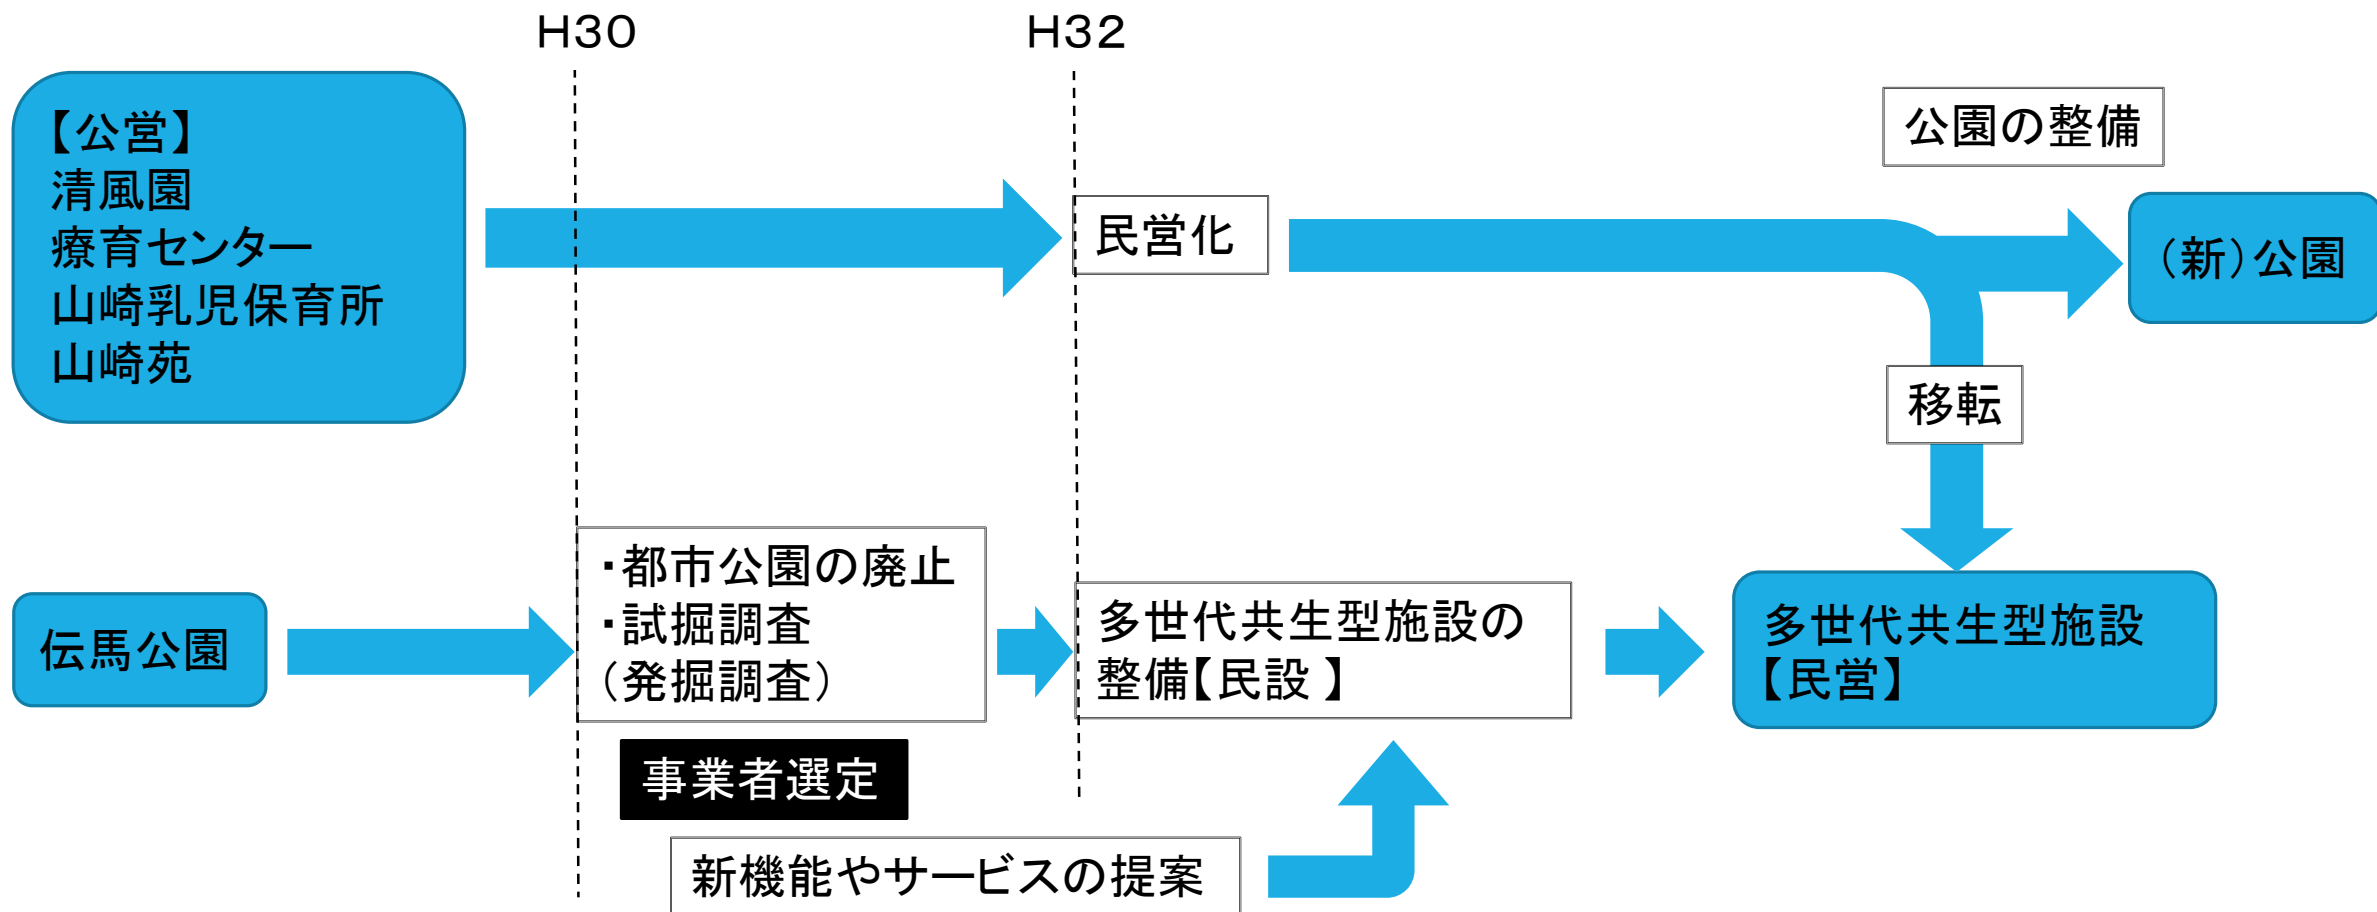 H30
H32
【公営】
清風園
療育センター
山崎乳児保育所
山崎苑
民営化
公園の整備
（新）公園
移転
伝馬公園
・都市公園の廃止
・試掘調査
（発掘調査）
多世代共生型施設の
整備【民設 】
多世代共生型施設
【民営】
事業者選定
新機能やサービスの提案